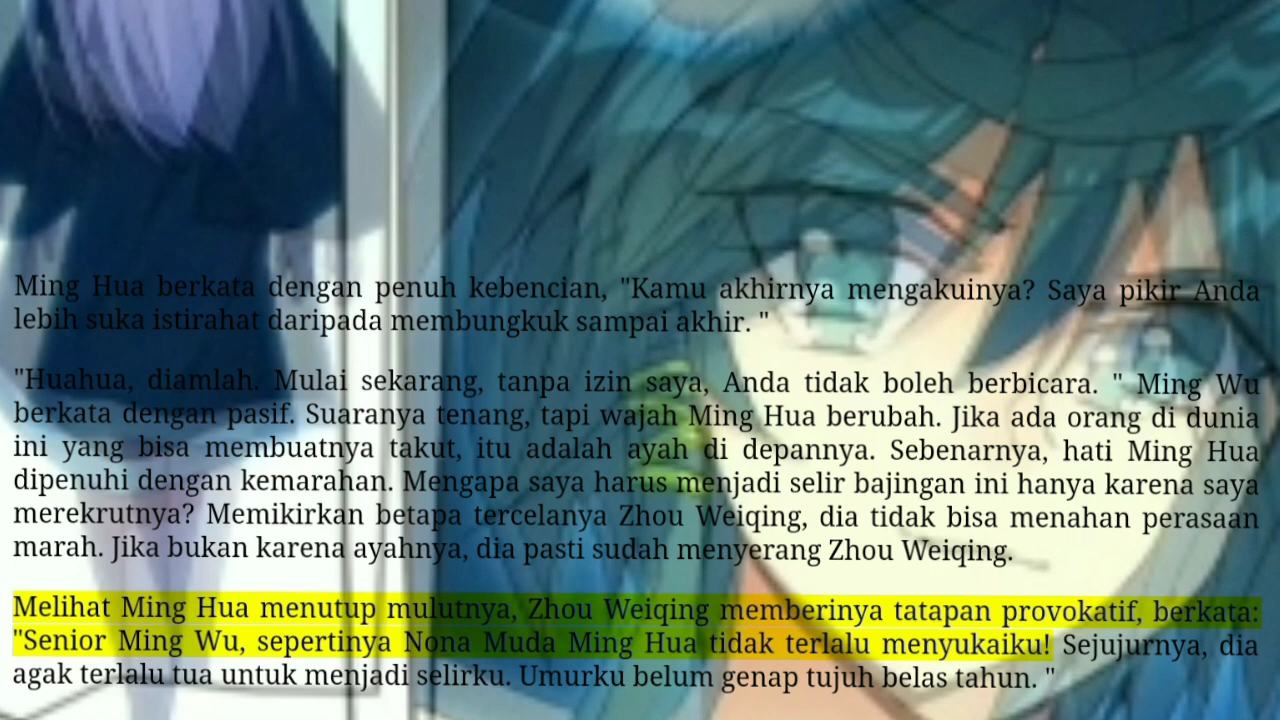 Ming Hua berkata dengan penuh kebencian, "Kamu akhirnya mengakuinya? Saya pikir Anda
lebih suka istirahat daripada membungkuk sampai akhir. "
"Huahua, diamlah. Mulai sekarang, tanpa izin saya, Anda tidak boleh berbicara. " Ming Wu
berkata dengan pasif. Suaranya tenang, tapi wajah Ming Hua berubah. Jika ada orang di dunia
ini yang bisa membuatnya takut, itu adalah ayah di depannya. Sebenarnya, hati Ming Hua
dipenuhi dengan kemarahan. Mengapa saya harus menjadi selir bajingan ini hanya karena saya
merekrutnya? Memikirkan betapa tercelanya Zhou Weiqing, dia tidak bisa menahan perasaan
marah. Jika bukan karena ayahnya, dia pasti sudah menyerang Zhou Weiqing.
Melihat Ming Hua menutup mulutnya, Zhou Weiqing memberinya tatapan provokatif, berkata:
"Senior Ming Wu, sepertinya Nona Muda Ming Hua tidak terlalu menyukaiku! Sejujurnya, dia
agak terlalu tua untuk menjadi selirku. Umurku belum genap tujuh belas tahun. "